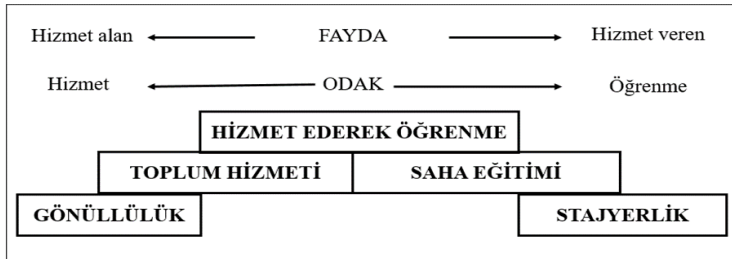 Hizmet alan FAYDA Hizmet veren
Hizmet ODAK Öğrenme
HİZMET EDEREK ÖĞRENME
TOPLUM HİZMETİ SAHA EĞİTİMİ
GÖNÜLLÜLÜK STAJYERLİK